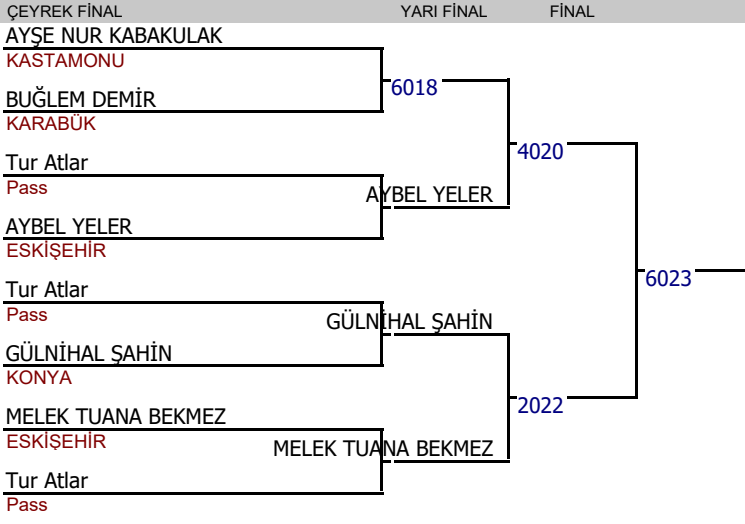 ÇEYREK FİNAL YARI FİNAL FİNAL
AYŞE NUR KABAKULAK
KASTAMONU
6018
BUĞLEM DEMİR
KARABÜK
4020
Tur Atlar
Pass
AYBEL YELER
AYBEL YELER
ESKİŞEHİR
6023
Tur Atlar
Pass
GÜLNİHAL ŞAHİN
GÜLNİHAL ŞAHİN
KONYA
2022
MELEK TUANA BEKMEZ
ESKİŞEHİR
MELEK TUANA BEKMEZ
Tur Atlar
Pass